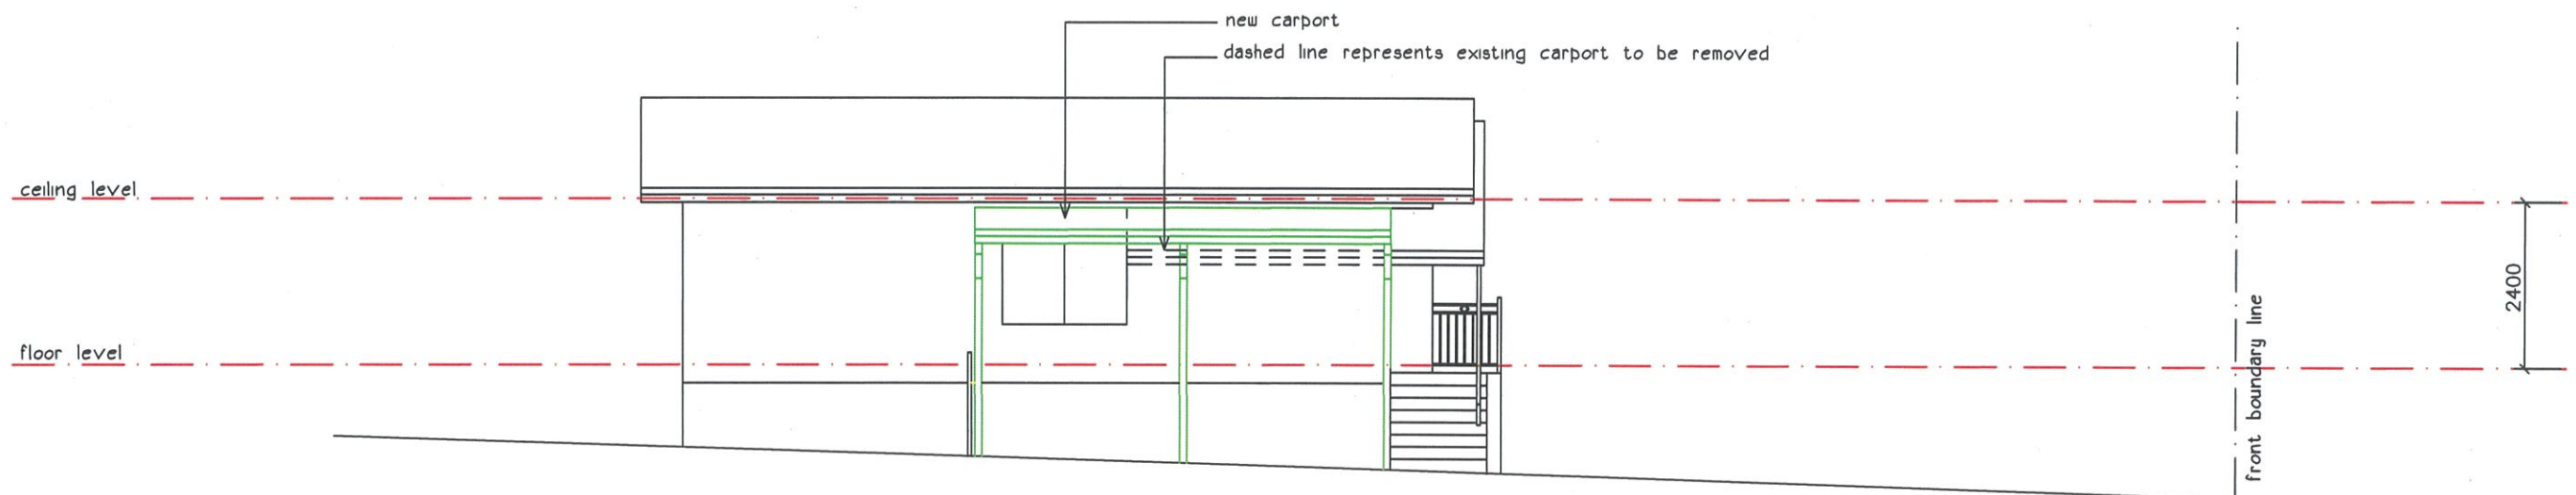 new carport
dashed line represents existing carport to be removed
ceiling level
floor level
2400
front boundary line